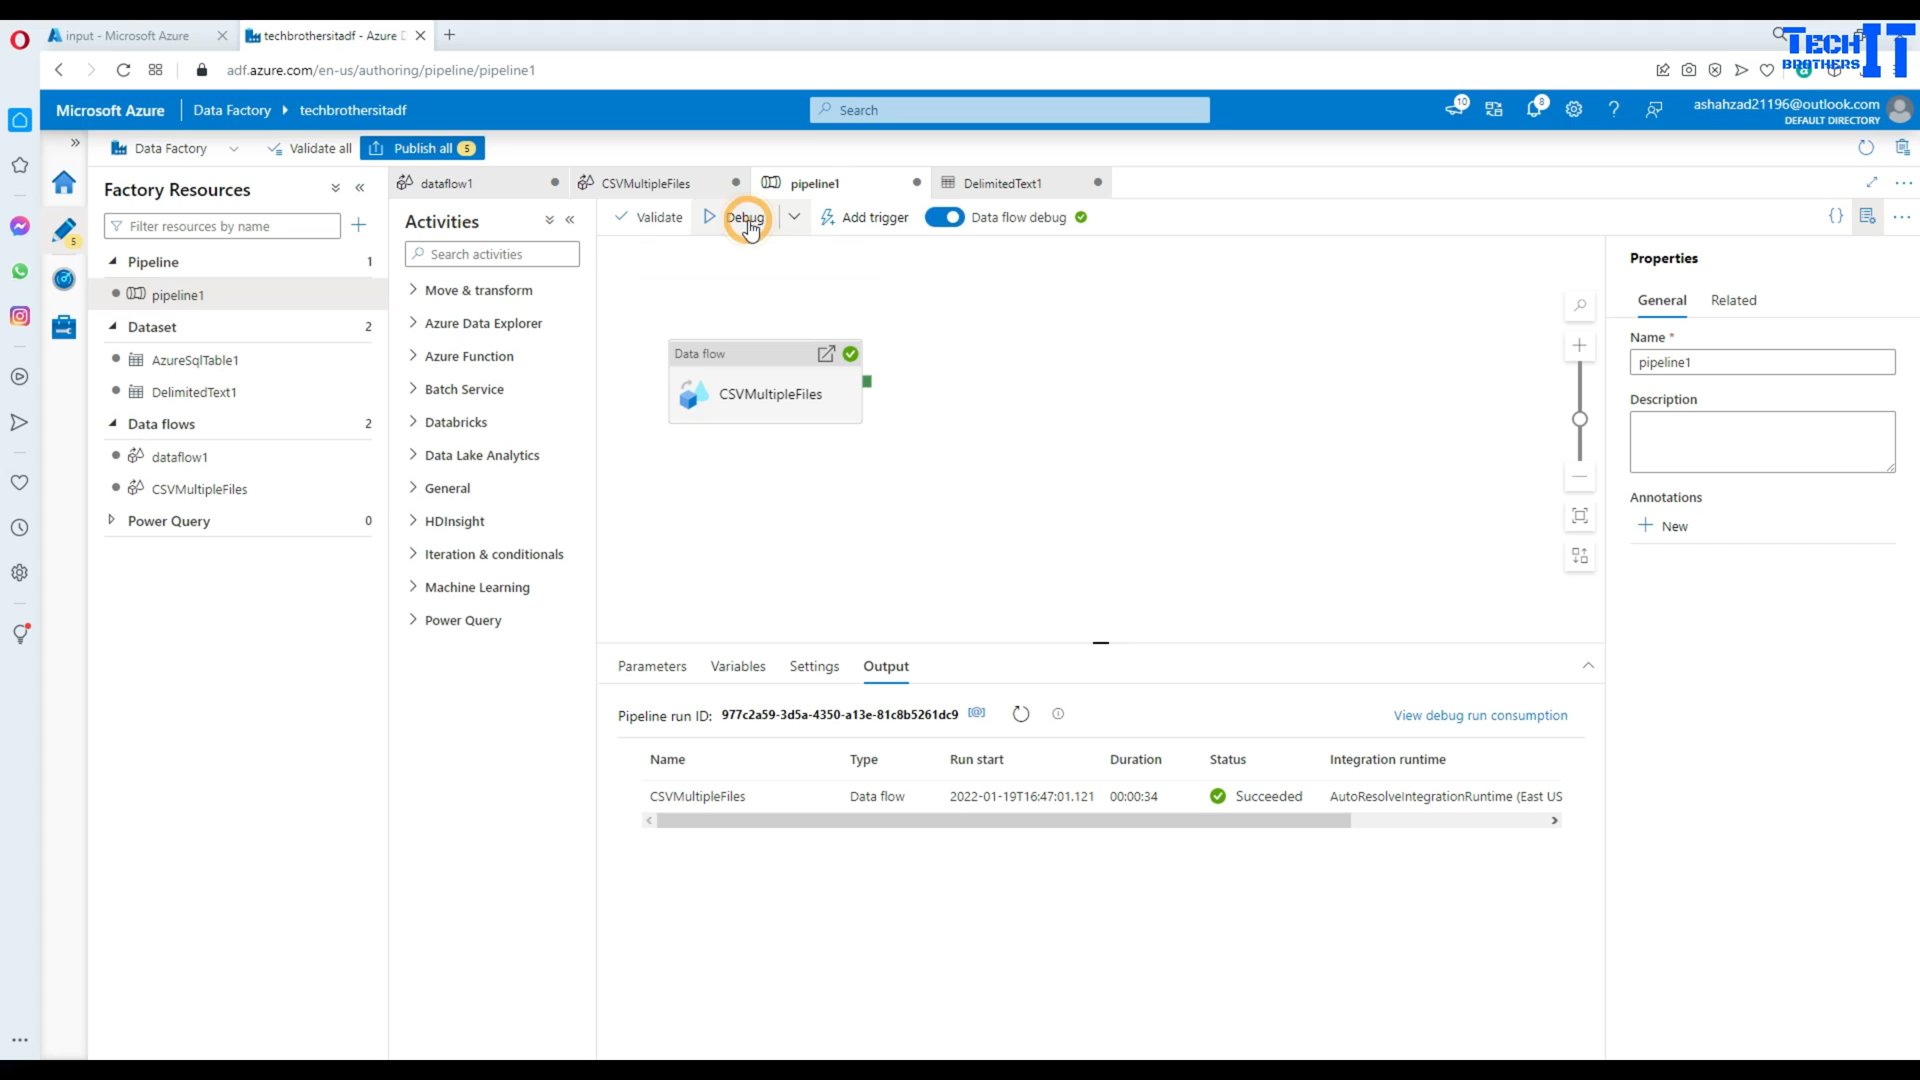 input - Microsoft Azure
techbrothersitadf - Azure D
TECH IT
BROTHERS
adf.azure.com/en-us/authoring/pipeline/pipeline1
Microsoft Azure
Data Factory
techbrothersitadf
Search
10
8
ashahzad21196@outlook.com
DEFAULT DIRECTORY
Data Factory
Validate all
Publish all 5
Factory Resources
Filter resources by name
5
Pipeline 1
pipeline1
Dataset 2
AzureSqlTable1
DelimitedText1
Data flows 2
dataflow1
CSVMultipleFiles
Power Query 0
dataflow1
CSVMultipleFiles
pipeline1
DelimitedText1
Activities
Search activities
Move & transform
Azure Data Explorer
Azure Function
Batch Service
Databricks
Data Lake Analytics
General
HDInsight
Iteration & conditionals
Machine Learning
Power Query
Validate
Debug
Add trigger
Data flow debug
Data flow
CSVMultipleFiles
Parameters
Variables
Settings
Output
Pipeline run ID: 977c2a59-3d5a-4350-a13e-81c8b5261dc9
View debug run consumption
Name Type Run start Duration Status Integration runtime
CSVMultipleFiles Data flow 2022-01-19T16:47:01.121 00:00:34 Succeeded AutoResolveIntegrationRuntime (East US
Properties
General
Related
Name *
pipeline1
Description
Annotations
New